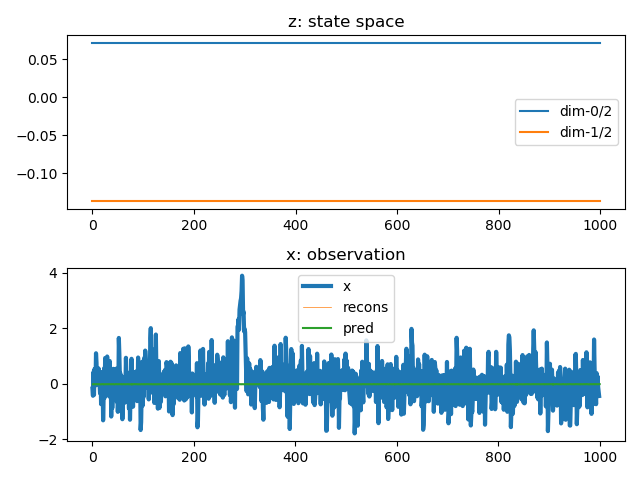 z: state space
0.05
0.00
−0.05
−0.10
dim-0/2
dim-1/2
0
200
400
600
800
1000
x: observation
4
2
0
−2
x
recons
pred
0
200
400
600
800
1000